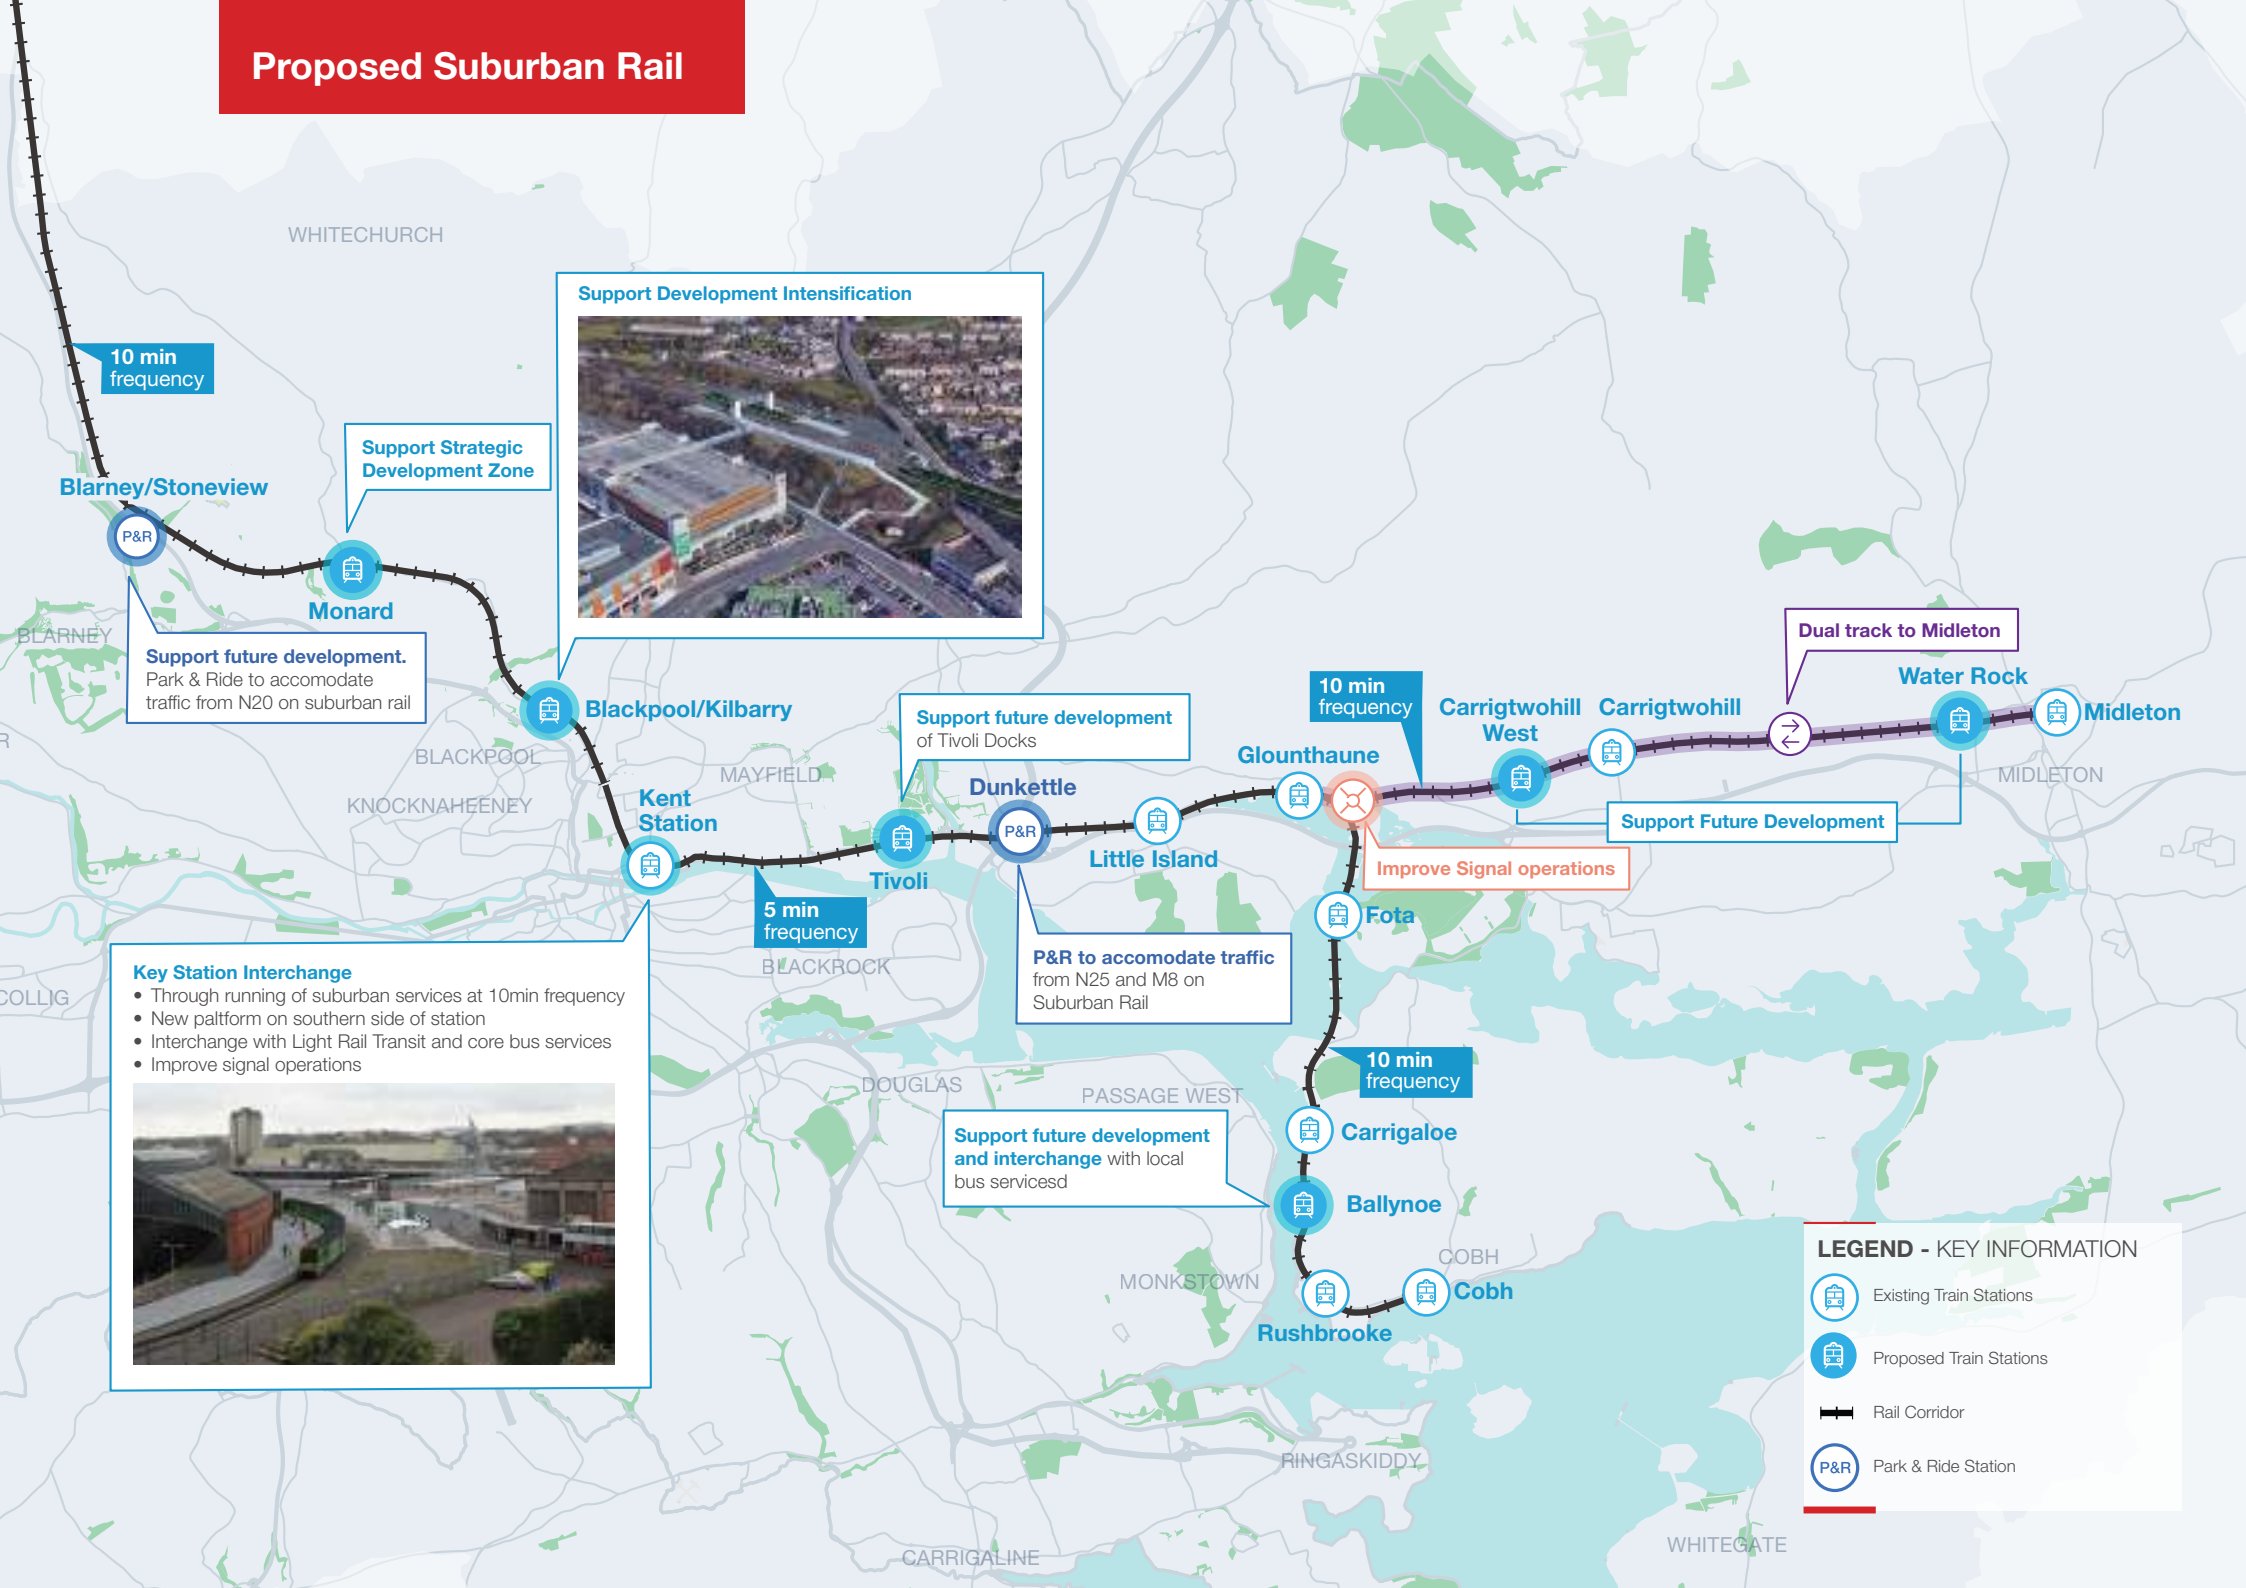 Proposed Suburban Rail
WHITECHURCH
Support Development Intensification
10 min
frequency
Support Strategic
Development Zone
Blarney/Stoneview
P&R
Monard
BLARNEY
Support future development.
Park & Ride to accomodate
traffic from N20 on suburban rail
Blackpool/Kilbarry
BLACKPOOL
KNOCKNAHEENEY
MAYFIELD
Kent
Station
Support future development
of Tivoli Docks
Tivoli
Dunkettle
P&R
5 min
frequency
BLACKROCK
Little Island
P&R to accomodate traffic
from N25 and M8 on
Suburban Rail
Glounthaune
10 min
frequency
Carrigtwohill
West
Carrigtwohill
Dual track to Midleton
Water Rock
Midleton
MIDLETON
Support Future Development
Improve Signal operations
Fota
R
COLLIG
Key Station Interchange
• Through running of suburban services at 10min frequency
• New paltform on southern side of station
• Interchange with Light Rail Transit and core bus services
• Improve signal operations
DOUGLAS
PASSAGE WEST
10 min
frequency
Carrigaloe
Support future development
and interchange with local
bus servicesd
Ballynoe
MONKSTOWN
COBH
Cobh
Rushbrooke
RINGASKIDDY
CARRIGALINE
WHITEGATE
LEGEND - KEY INFORMATION
Existing Train Stations
Proposed Train Stations
Rail Corridor
P&R Park & Ride Station